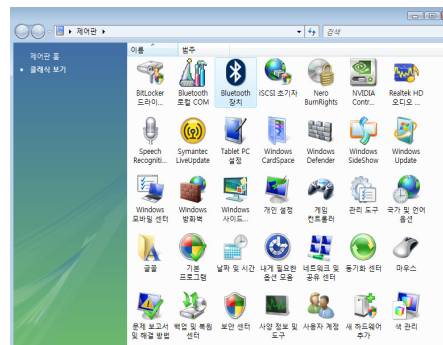 제어판
검색
제어판 홈
클래식 보기
이름 범주
BitLocker 드라이...
Bluetooth 로컬 COM
Bluetooth 장치
iSCSI 초기자
Nero BurnRights
NVIDIA Contr...
Realtek HD 오디오 ...
Speech Recogniti...
Symantec LiveUpdate
Tablet PC 설정
Windows CardSpace
Windows Defender
Windows SideShow
Windows Update
Windows 모바일 센터
Windows 방화벽
Windows 사이드...
개인 설정
게임 컨트롤러
관리 도구
국가 및 언어 옵션
글꼴
기본 프로그램
날짜 및 시간
내게 필요한 옵션 모음
네트워크 및 공유 센터
동기화 센터
마우스
문제 보고서 및 해결 방법
백업 및 복원 센터
보안 센터
사양 정보 및 도구
사용자 계정
새 하드웨어 추가
색 관리